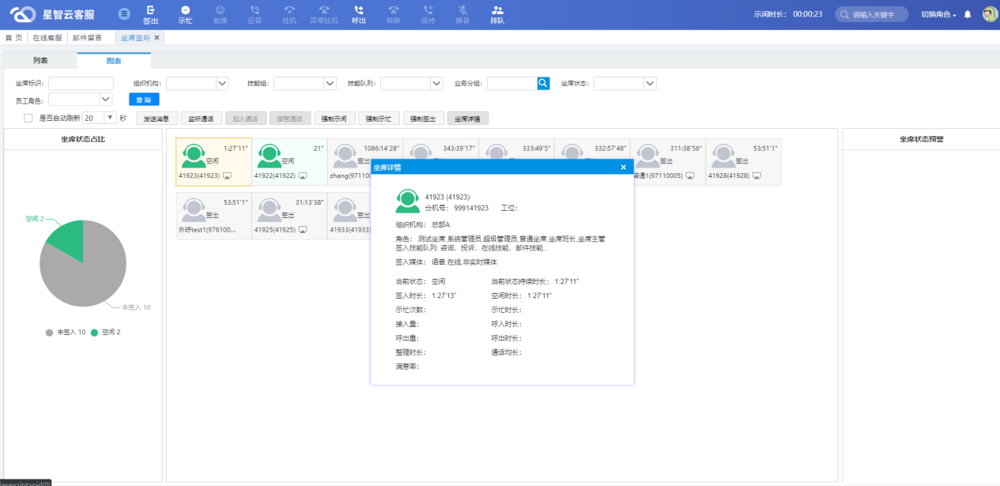 星智云客服 签出 示忙 就绪 应答 挂机 异常挂机 呼出 转移 保持 静音 排队 示闲时长: 00:00:23 请输入关键字 切换角色
首 页 在线客服 邮件留言 坐席监听 ×
列表 图表
坐席标识: 组织机构: 技能组: 技能队列: 业务分组: 坐席状态:
员工角色: 查 询
是否自动刷新 20 秒 发送消息 监听通话 加入通话 接管通话 强制示闲 强制示忙 强制签出 坐席详情
坐席状态占比
空闲 2
未签入 10
未签入 10 空闲 2
1:27'11" 21" 1086:14'28" 343:39'17" 333:49'5" 332:57'48" 311:38'56" 53:51'1"
空闲 空闲 签出 签出 签出
41923(41923) 41922(41922) zhang(97110 普通1(97110005) 41928(41928)
53:51'1" 31:13'38"
签出 签出 签出
外呼test1(976100... 41925(41925) 41933(41933)
坐席详情 ×
41923 (41923)
分机号: 999141923 工位:
组织机构: 总部A
角色: 测试坐席,系统管理员,超级管理员,普通坐席,坐席班长,坐席主管
签入技能队列: 咨询、投诉、在线技能、邮件技能...
签入媒体: 语音,在线,非实时媒体
当前状态: 空闲 当前状态持续时长: 1:27'11"
签入时长: 1:27'13" 空闲时长: 1:27'11"
示忙次数: 示忙时长:
接入量: 呼入时长:
呼出量: 呼出时长:
整理时长: 通话均长:
满意率:
坐席状态预警
javascript:void(0)